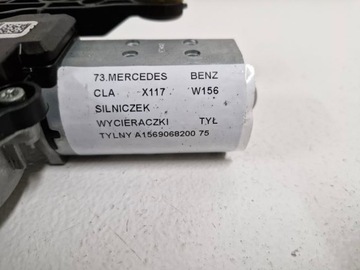 73.MERCEDES BENZ
CLA X117 W156
SILNICZEK
WYCIERACZKI TYŁ
TYLNY A1569068200 75